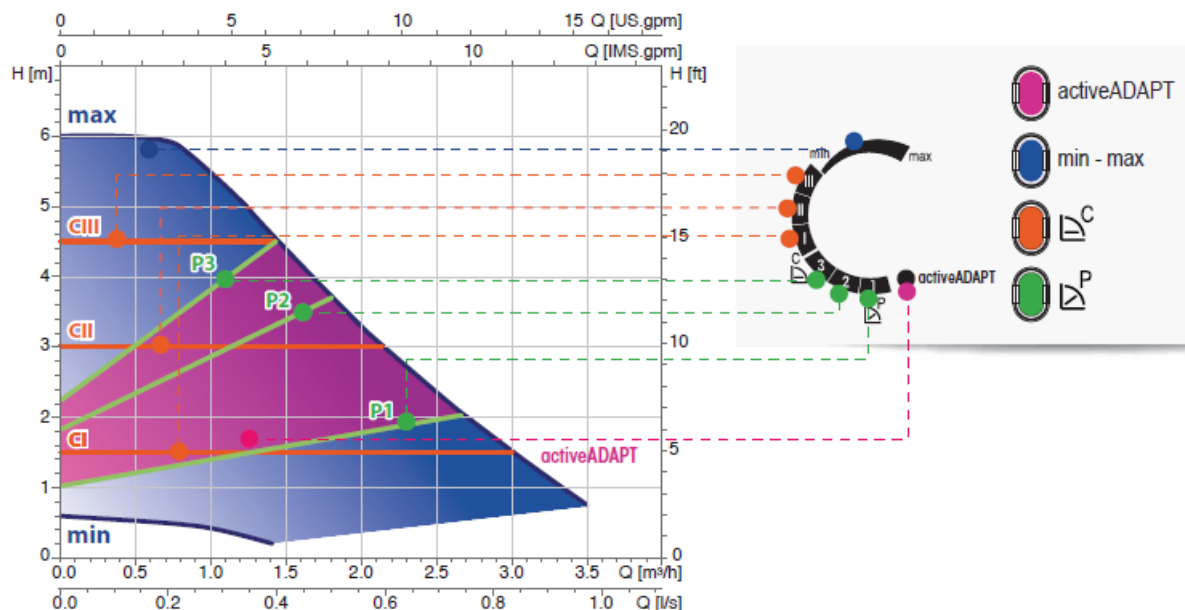 0 5 10 15 Q [US.gpm]
0 5 10 Q [IMS.gpm]
H [m] H [ft]
max
6 20
5
CIII 15
P3
4
P2
CII
3 10
2
P1
CI
5
activeADAPT
1
min
0 0
0.0 0.5 1.0 1.5 2.0 2.5 3.0 3.5 Q [m³/h]
0.0 0.2 0.4 0.6 0.8 1.0 Q [l/s]
min max
III
II
I
C
3
2
1
P
activeADAPT
activeADAPT
min - max
C
P